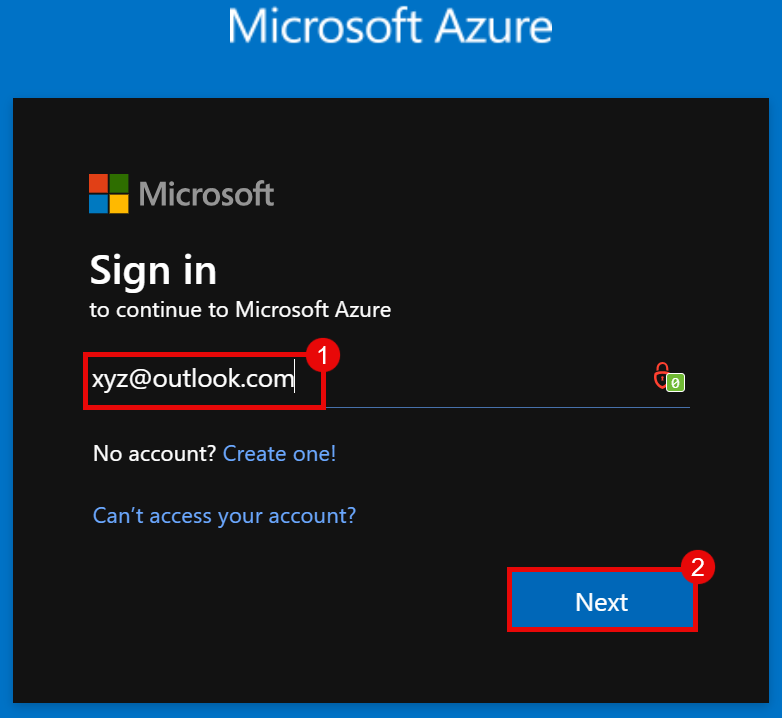 Microsoft Azure
Microsoft
Sign in
to continue to Microsoft Azure
1
xyz@outlook.com
0
No account? Create one!
Can’t access your account?
2
Next